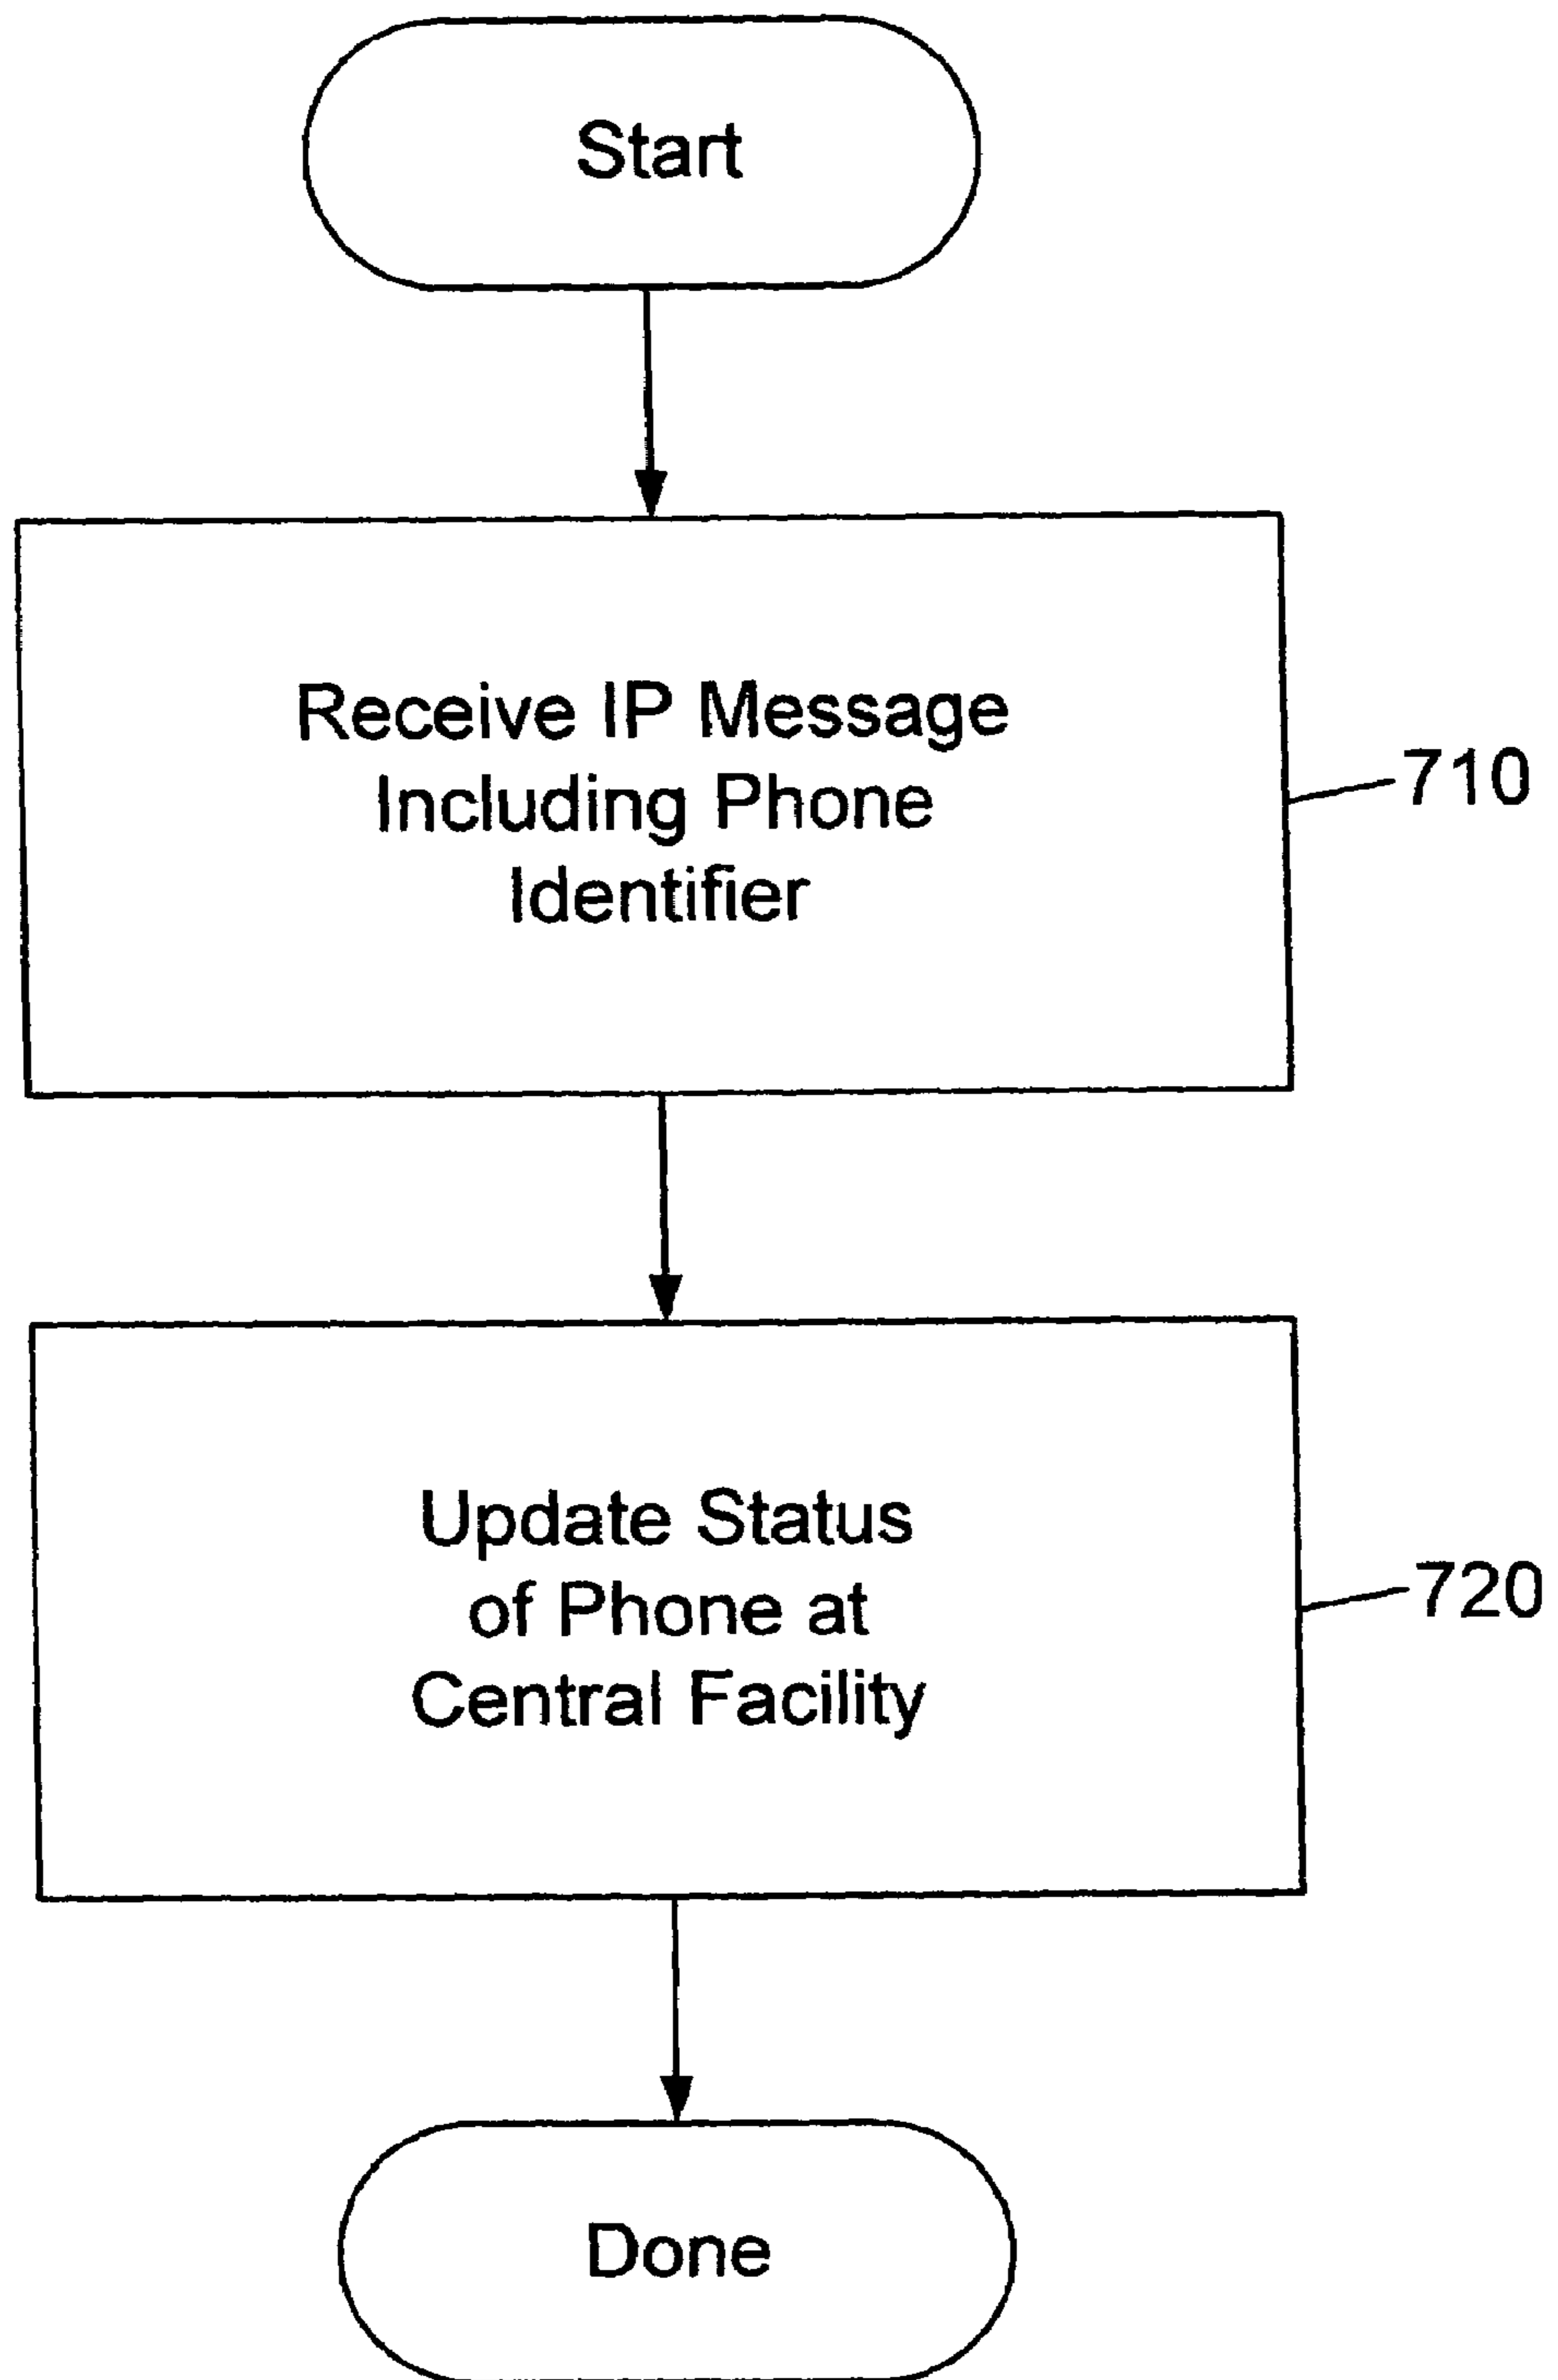 Start
Receive IP Message
Including Phone
Identifier
710
Update Status
of Phone at
Central Facility
720
Done